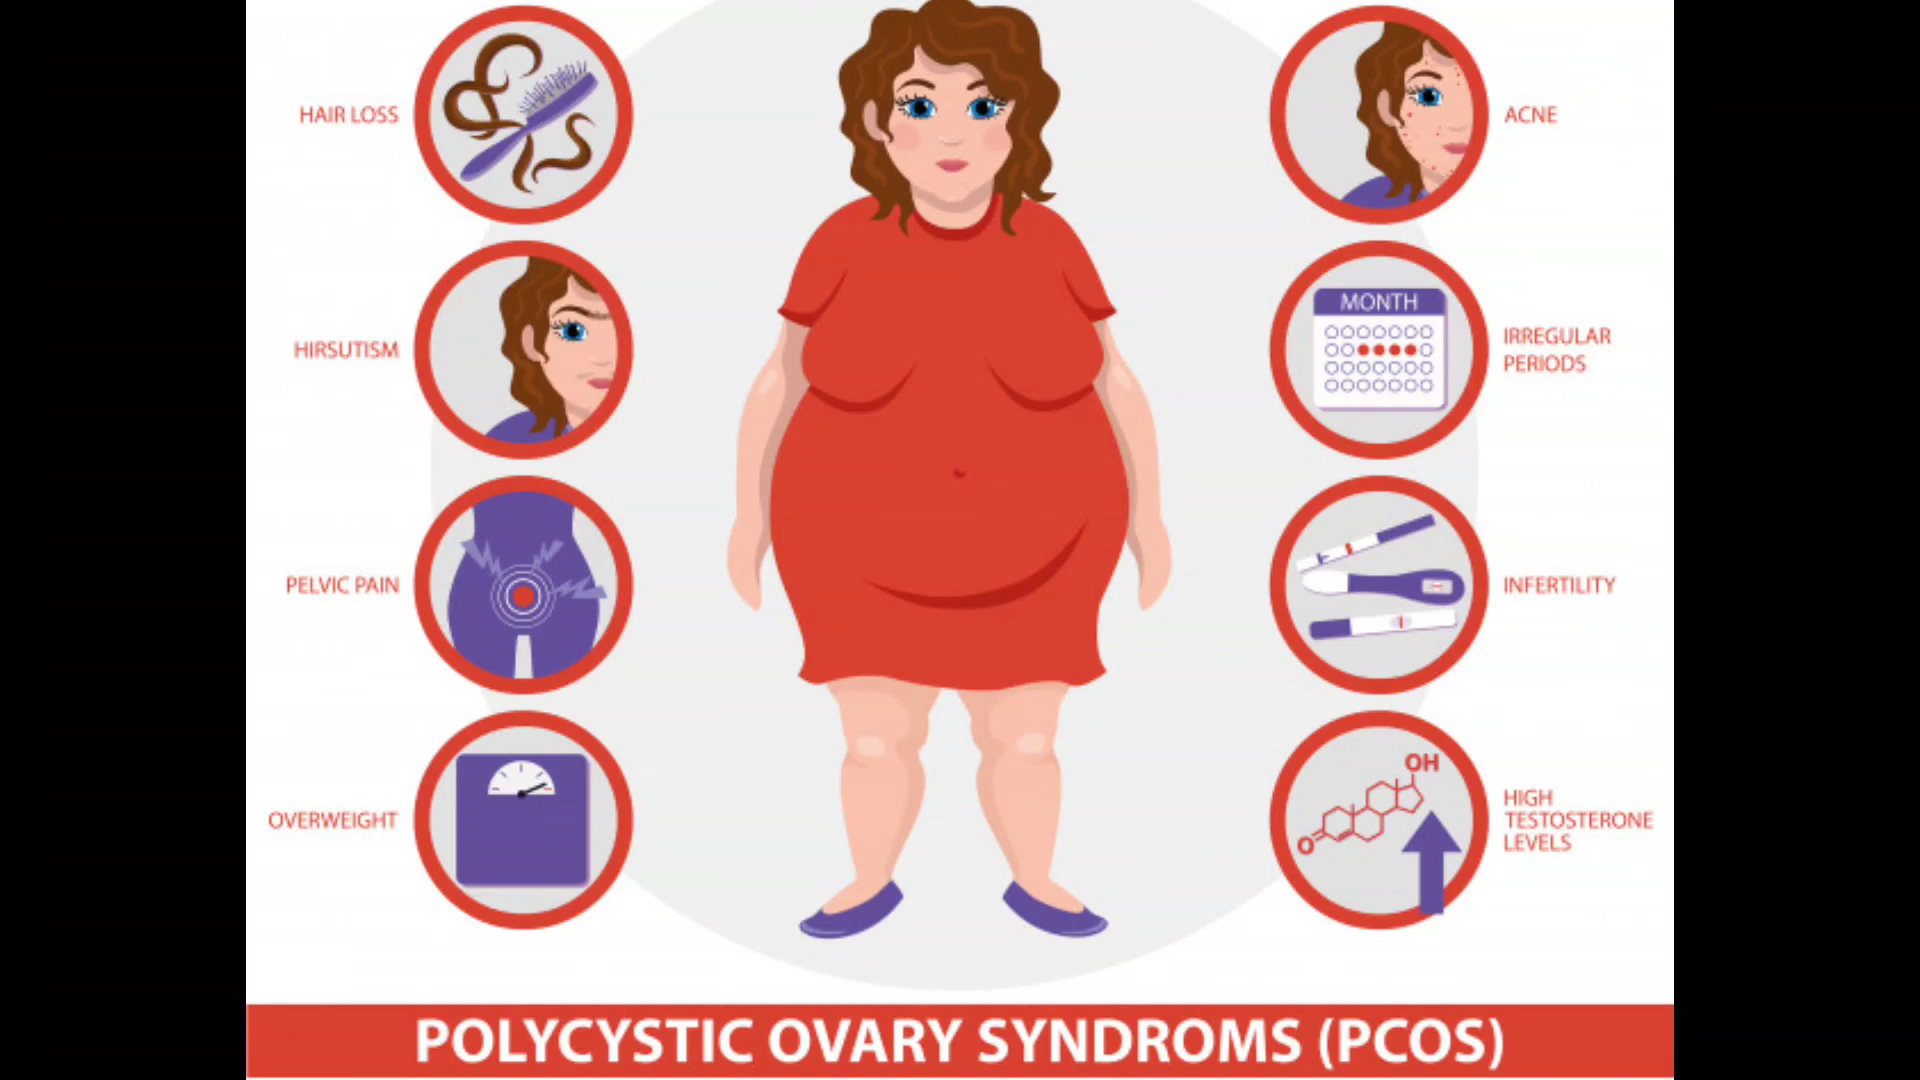 HAIR LOSS
HIRSUTISM
PELVIC PAIN
OVERWEIGHT
ACNE
MONTH
IRREGULAR
PERIODS
INFERTILITY
OH
O
HIGH
TESTOSTERONE
LEVELS
POLYCYSTIC OVARY SYNDROMS (PCOS)